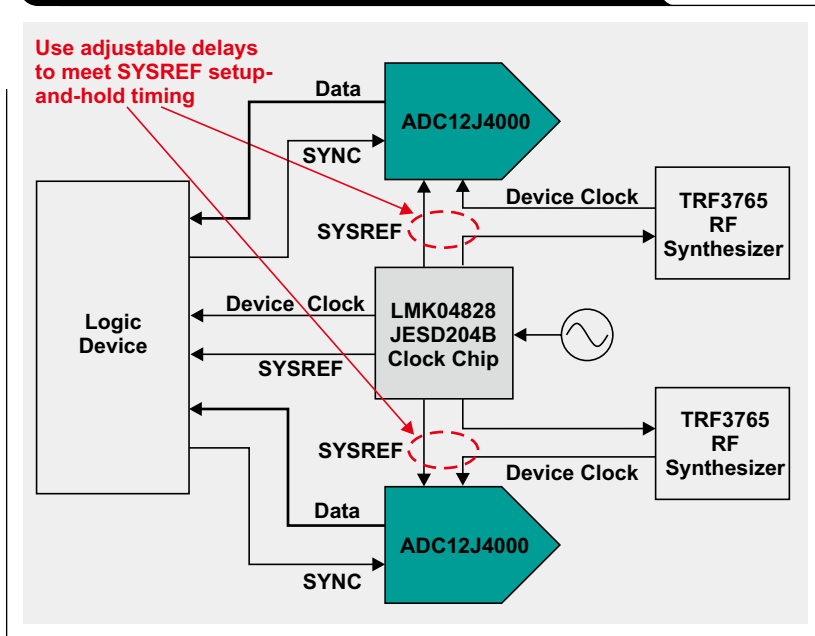 Use adjustable delays
to meet SYSREF setup-
and-hold timing
Data
ADC12J4000
SYNC
Device Clock
TRF3765
RF
Synthesizer
SYSREF
Logic
Device
Device Clock
LMK04828
JESD204B
Clock Chip
SYSREF
TRF3765
RF
Synthesizer
SYSREF
Device Clock
Data
ADC12J4000
SYNC